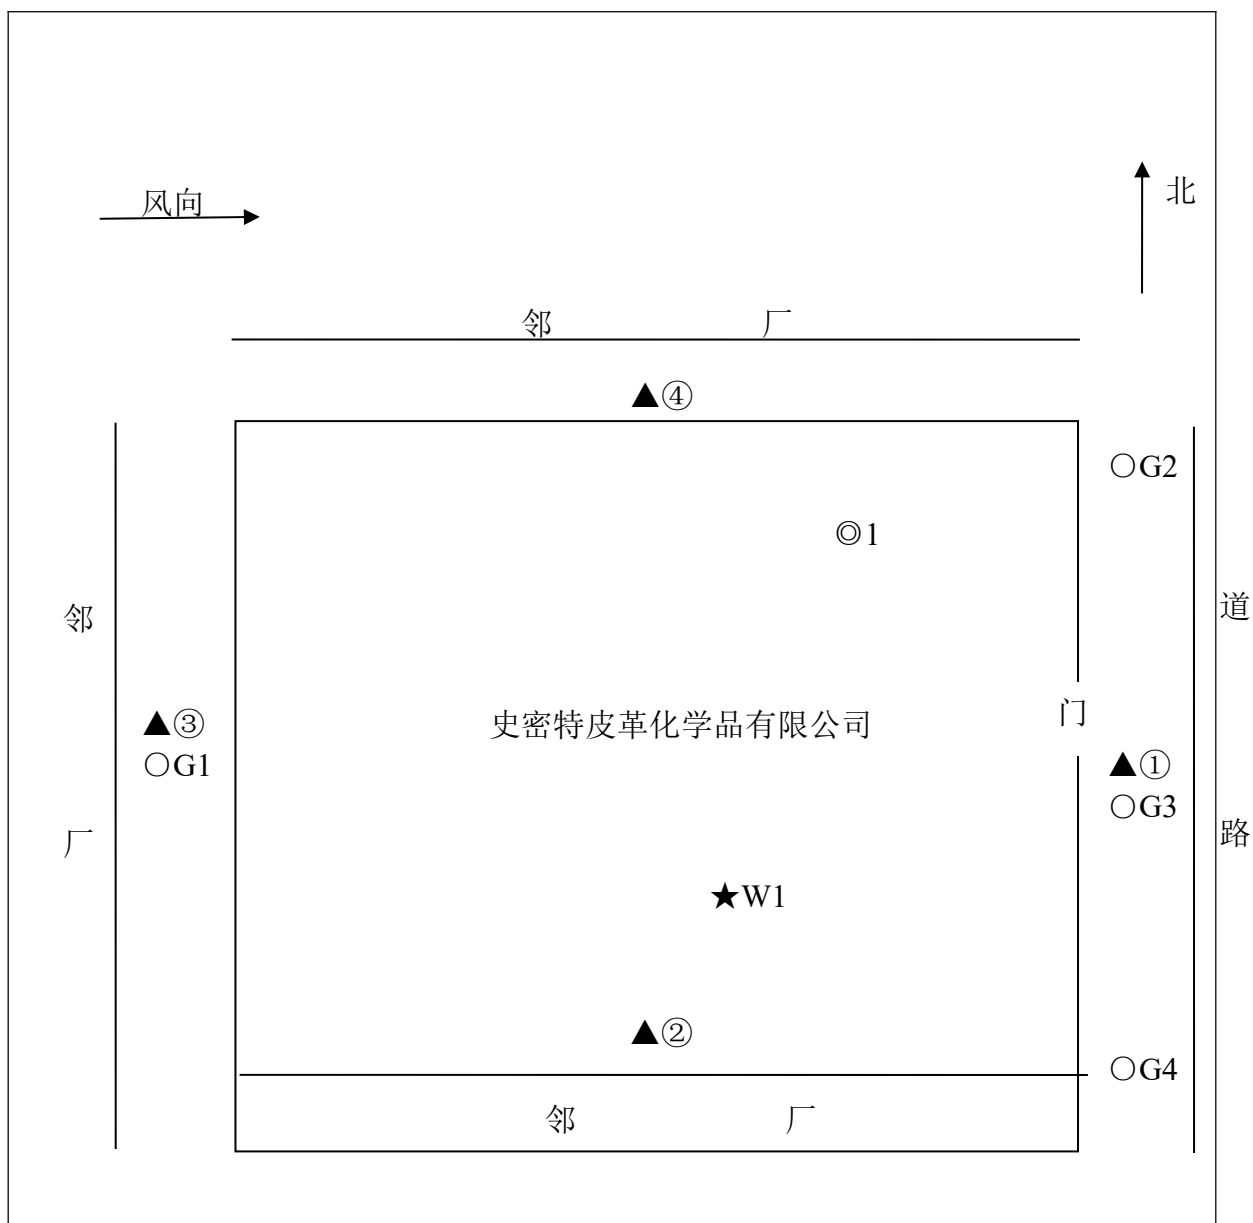 风向
北
邻 厂
▲④
○G2
◎1
邻
厂
道
路
▲③
○G1
史密特皮革化学品有限公司
门
▲①
○G3
★W1
▲②
○G4
邻 厂